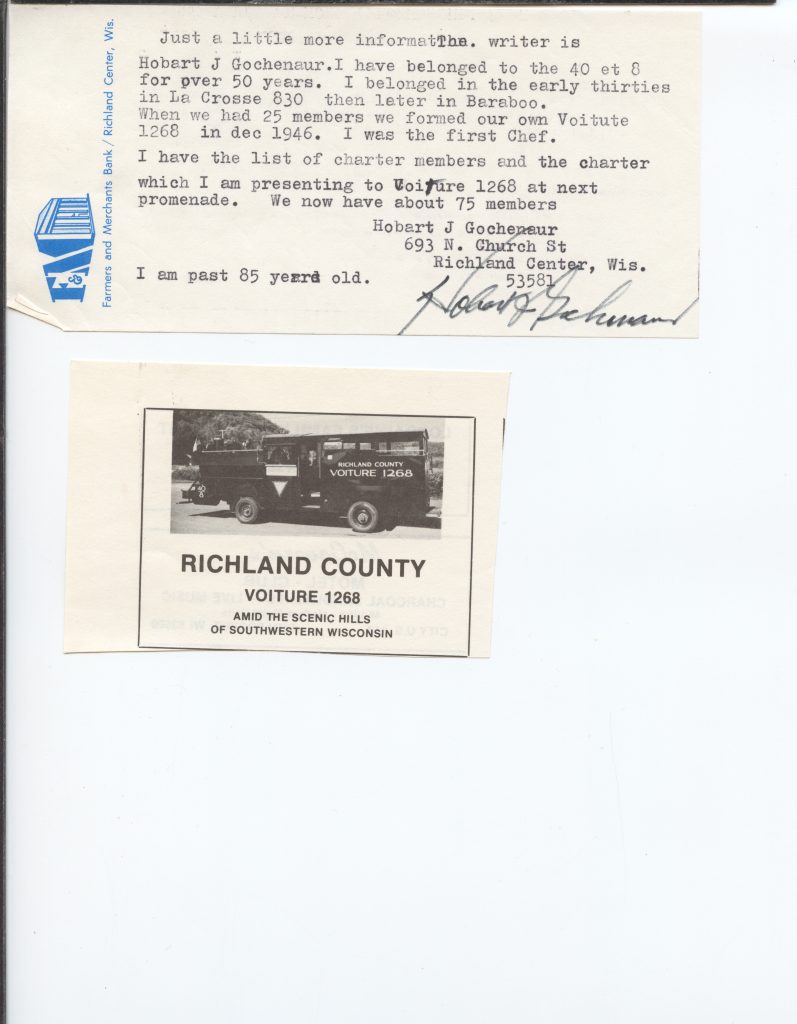 Just a little more informatThe. writer is
Hobart J Gochenaur.I have belonged to the 40 et 8
for over 50 years. I belonged in the early thirties
in La Crosse 830 then later in Baraboo.
When we had 25 members we formed our own Voitute
1268 in dec 1946. I was the first Chef.
I have the list of charter members and the charter
which I am presenting to Voiture 1268 at next
promenade. We now have about 75 members
Hobart J Gochenaur
693 N. Church St
Richland Center, Wis.
53581
I am past 85 yeard old.
Hobart J Gochenaur
F&M
Farmers and Merchants Bank / Richland Center, Wis.
RICHLAND COUNTY
VOITURE 1268
40
8
RICHLAND COUNTY
VOITURE 1268
AMID THE SCENIC HILLS
OF SOUTHWESTERN WISCONSIN